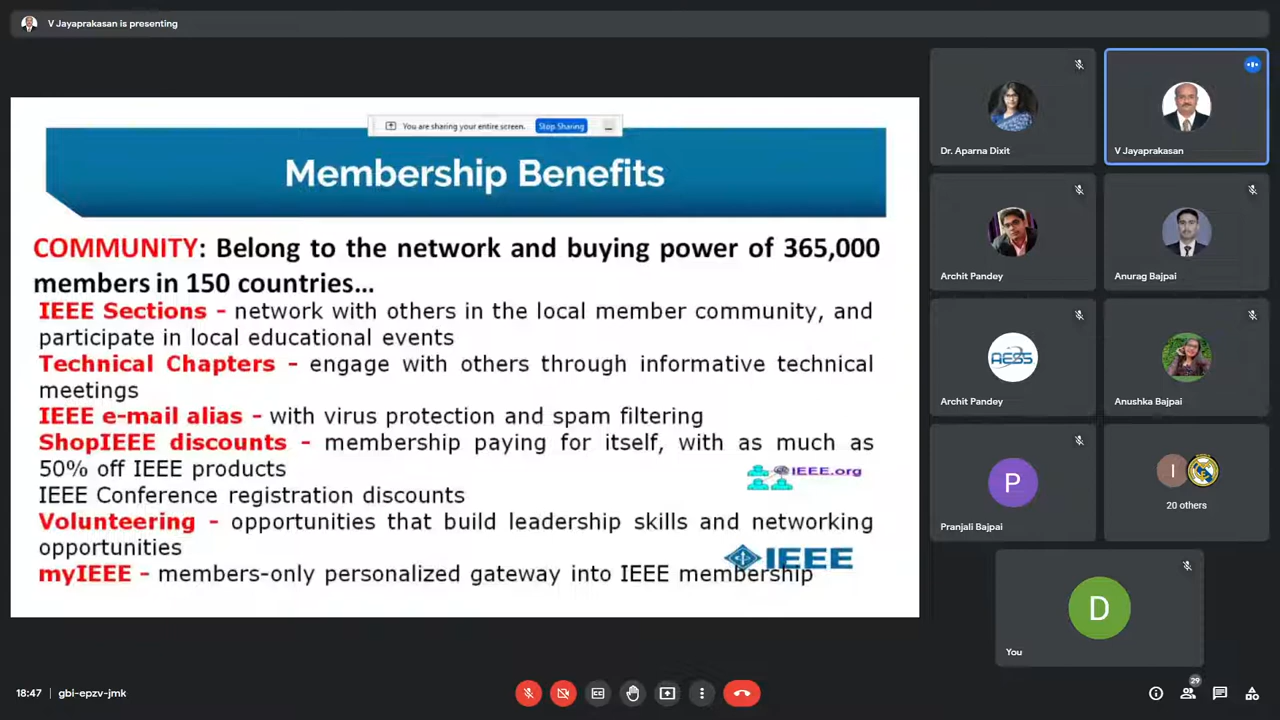 V Jayaprakasan is presenting
You are sharing your entire screen. Stop Sharing
Membership Benefits
COMMUNITY: Belong to the network and buying power of 365,000
members in 150 countries…
IEEE Sections - network with others in the local member community, and
participate in local educational events
Technical Chapters - engage with others through informative technical
meetings
IEEE e-mail alias - with virus protection and spam filtering
ShopIEEE discounts - membership paying for itself, with as much as
50% off IEEE products
IEEE.org
IEEE Conference registration discounts
Volunteering - opportunities that build leadership skills and networking
opportunities
IEEE
myIEEE - members-only personalized gateway into IEEE membership
Dr. Aparna Dixit
V Jayaprakasan
Archit Pandey
Anurag Bajpai
AESS
Archit Pandey
Anushka Bajpai
P
Pranjali Bajpai
I
20 others
D
You
18:47 | gbi-epzv-jmk
29